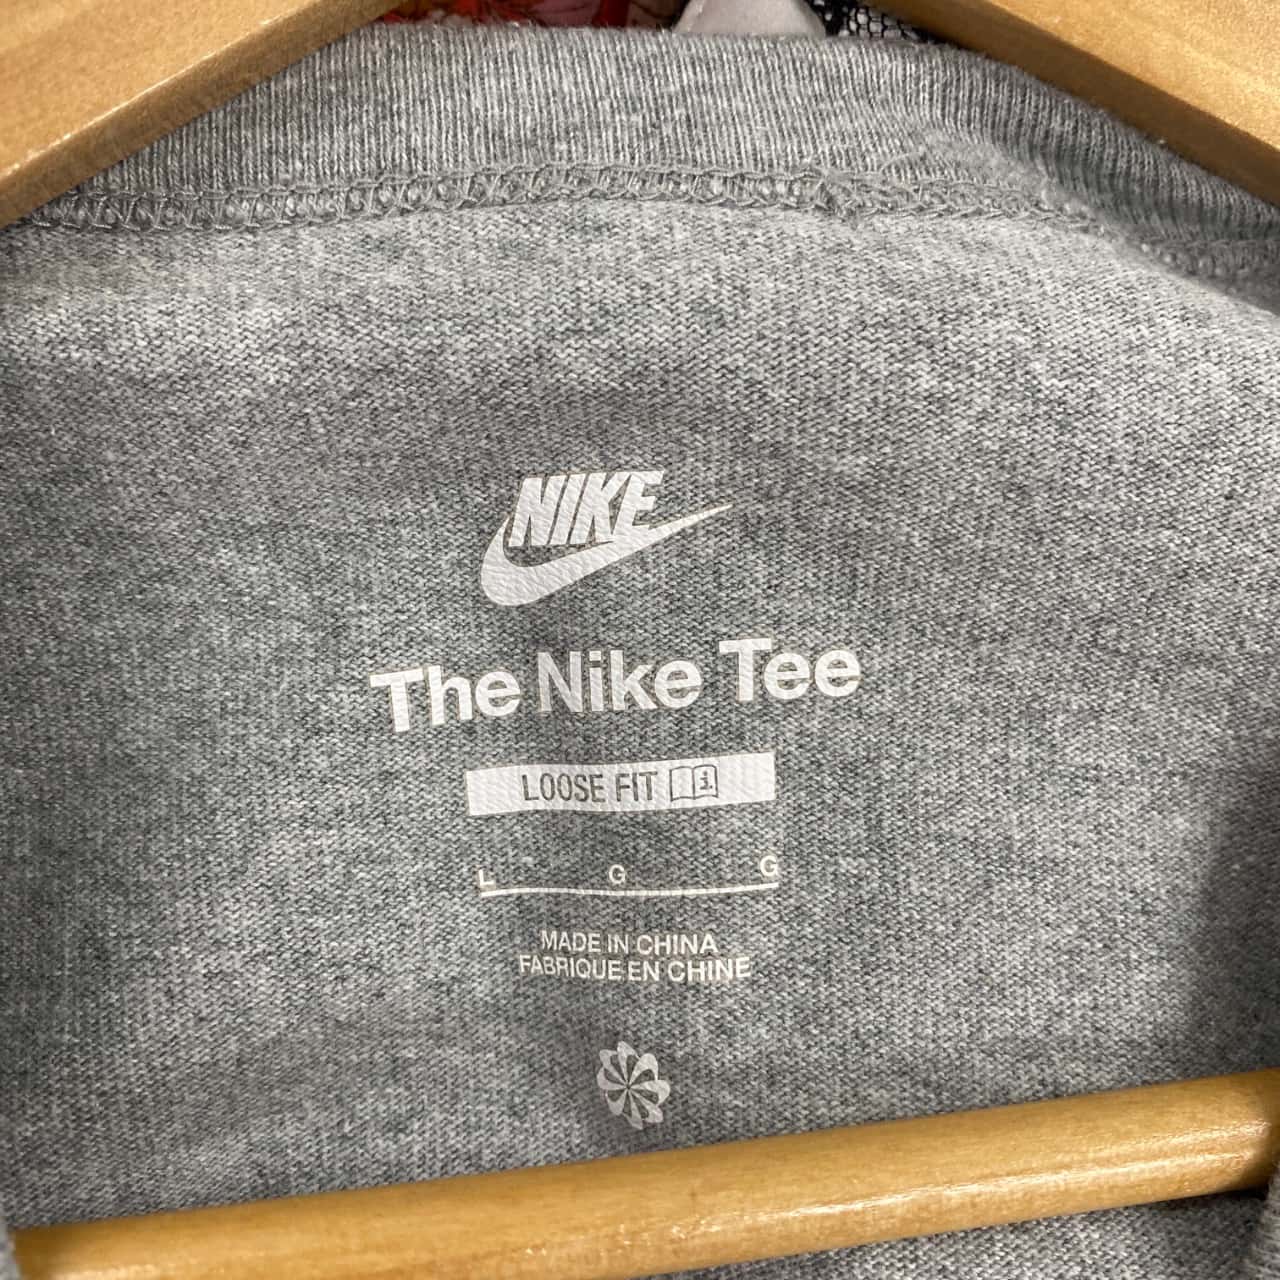 NIKE
The Nike Tee
LOOSE FIT i
L G G
MADE IN CHINA
FABRIQUE EN CHINE